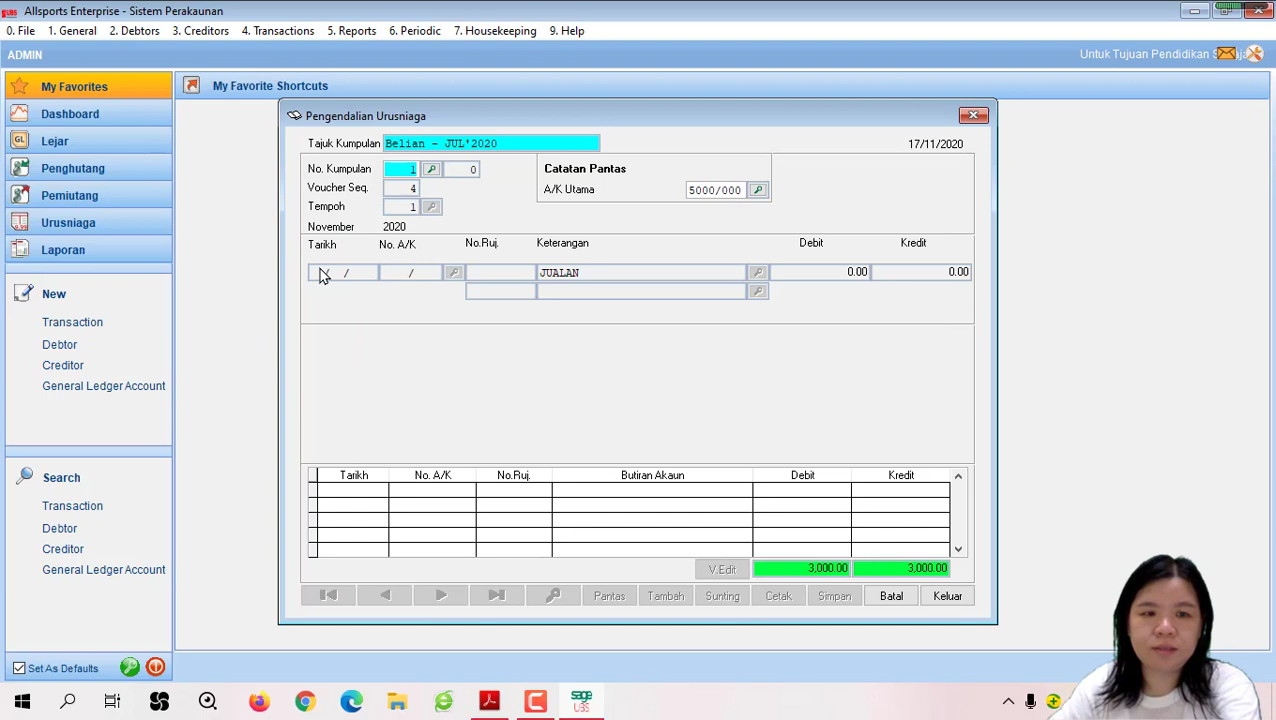 Allsports Enterprise - Sistem Perakaunan
0. File 1. General 2. Debtors 3. Creditors 4. Transactions 5. Reports 6. Periodic 7. Housekeeping 9. Help
ADMIN
Untuk Tujuan Pendidikan
My Favorites
My Favorite Shortcuts
Dashboard
Lejar
Penghutang
Pemiutang
Urusniaga
Laporan
New
Transaction
Debtor
Creditor
General Ledger Account
Search
Transaction
Debtor
Creditor
General Ledger Account
Set As Defaults
Pengendalian Urusniaga
Tajuk Kumpulan Belian - JUL'2020 17/11/2020
No. Kumpulan 1 0 Catatan Pantas
Voucher Seq. 4 A/K Utama 5000/000
Tempoh 1
November 2020
Tarikh No. A/K No.Ruj. Keterangan Debit Kredit
/ / / JUALAN 0.00 0.00
Tarikh No. A/K No.Ruj. Butiran Akaun Debit Kredit
V.Edit 3,000.00 3,000.00
Pantas Tambah Sunting Cetak Simpan Batal Keluar
sage
UBS